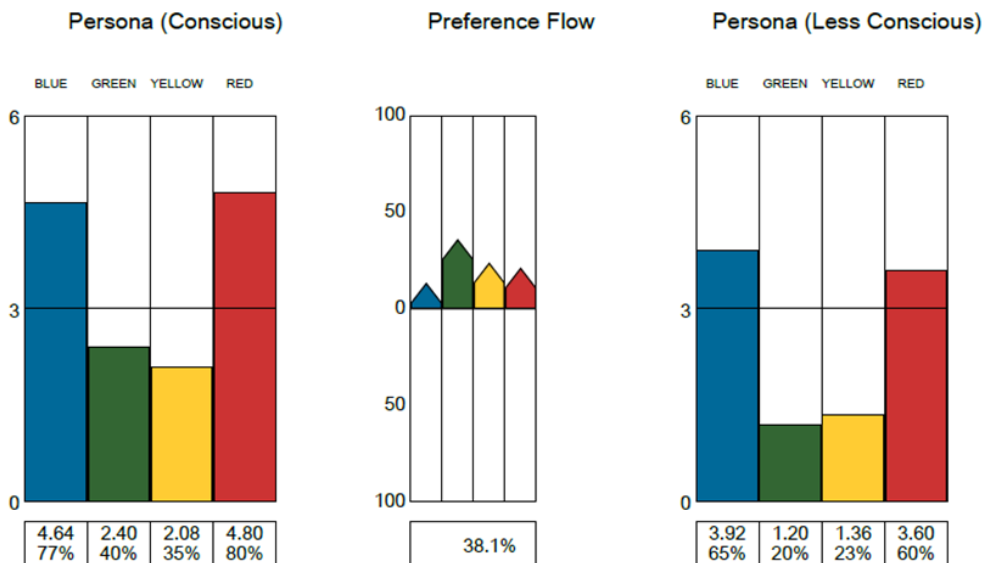 Persona (Conscious)
Preference Flow
Persona (Less Conscious)
BLUE GREEN YELLOW RED
BLUE GREEN YELLOW RED
6
3
0
100
50
0
50
100
6
3
0
4.64 2.40 2.08 4.80
77% 40% 35% 80%
38.1%
3.92 1.20 1.36 3.60
65% 20% 23% 60%